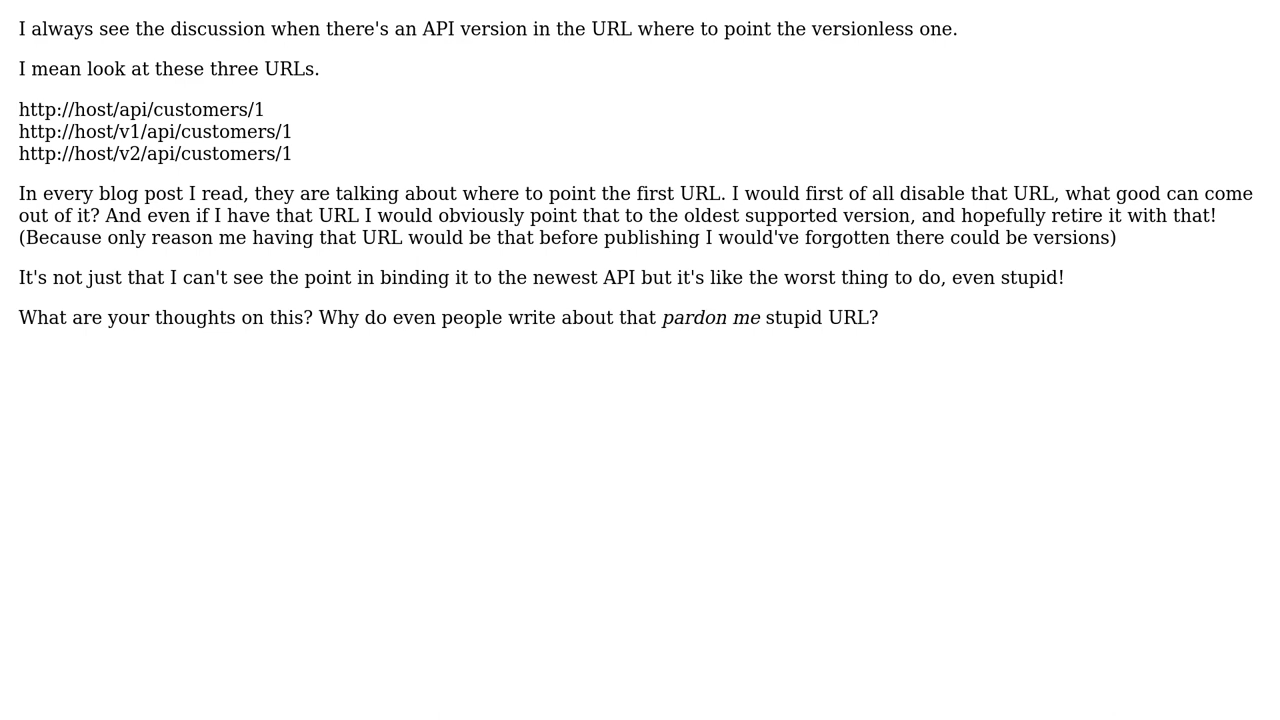 I always see the discussion when there's an API version in the URL where to point the versionless one.
I mean look at these three URLs.
http://host/api/customers/1
http://host/v1/api/customers/1
http://host/v2/api/customers/1
In every blog post I read, they are talking about where to point the first URL. I would first of all disable that URL, what good can come
out of it? And even if I have that URL I would obviously point that to the oldest supported version, and hopefully retire it with that!
(Because only reason me having that URL would be that before publishing I would've forgotten there could be versions)
It's not just that I can't see the point in binding it to the newest API but it's like the worst thing to do, even stupid!
What are your thoughts on this? Why do even people write about that pardon me stupid URL?